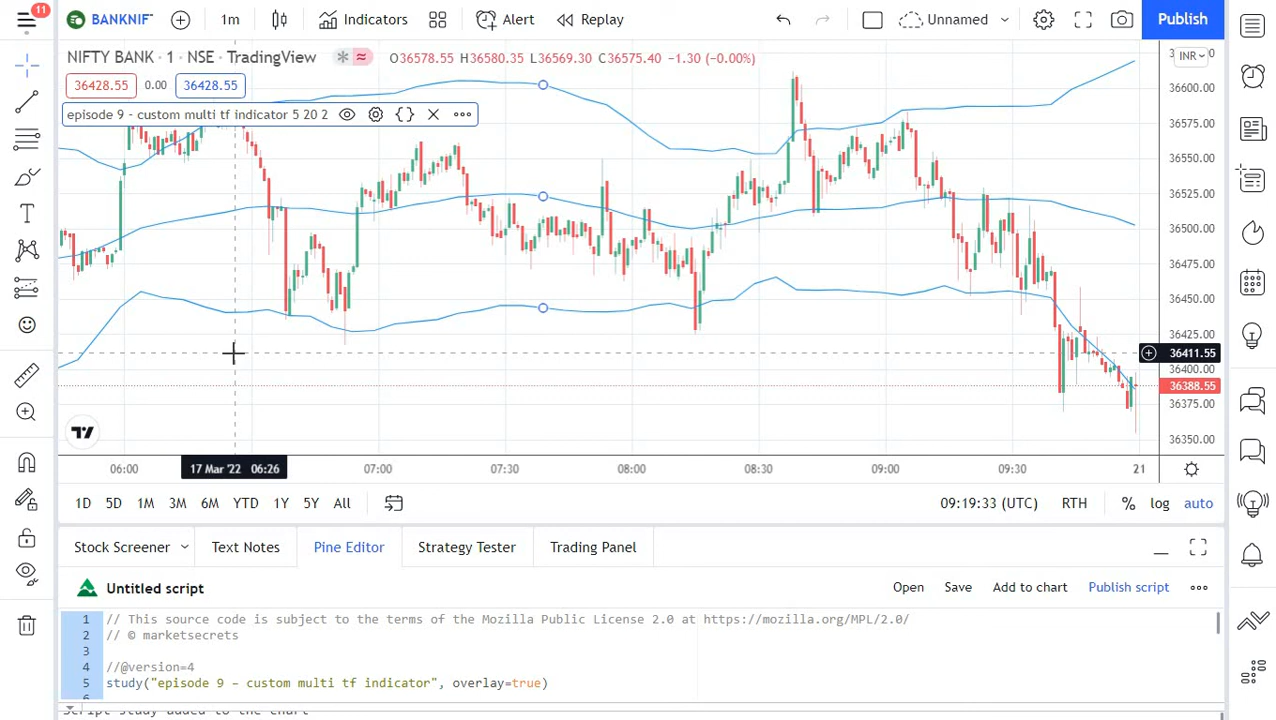 11
BANKNIF
1m
Indicators
Alert
Replay
Unnamed
Publish
NIFTY BANK · 1 · NSE · TradingView
O36578.55 H36580.35 L36569.30 C36575.40 −1.30 (−0.00%)
INR
36428.55 0.00 36428.55
episode 9 - custom multi tf indicator 5 20 2
36600.00
36575.00
36550.00
36525.00
36500.00
36475.00
36450.00
36425.00
36411.55
36400.00
36388.55
36375.00
36350.00
06:00
17 Mar '22 06:26
07:00
07:30
08:00
08:30
09:00
09:30
21
1D 5D 1M 3M 6M YTD 1Y 5Y All
09:19:33 (UTC) RTH % log auto
Stock Screener
Text Notes
Pine Editor
Strategy Tester
Trading Panel
Untitled script
Open
Save
Add to chart
Publish script
1 // This source code is subject to the terms of the Mozilla Public License 2.0 at https://mozilla.org/MPL/2.0/
2 // © marketsecrets
3
4 //@version=4
5 study("episode 9 - custom multi tf indicator", overlay=true)
Script study added to the chart